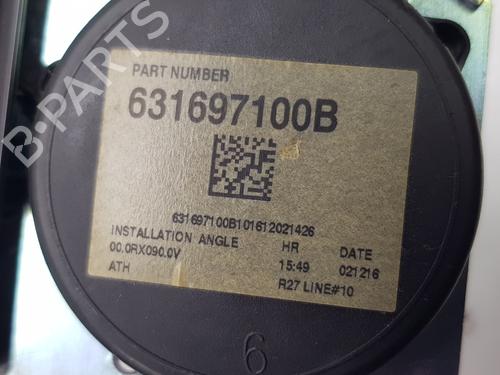 PART NUMBER
631697100B
631697100B101612021426
INSTALLATION ANGLE HR DATE
00.0RX090.0V 15:49 021216
ATH R27 LINE#10
6
B-Parts